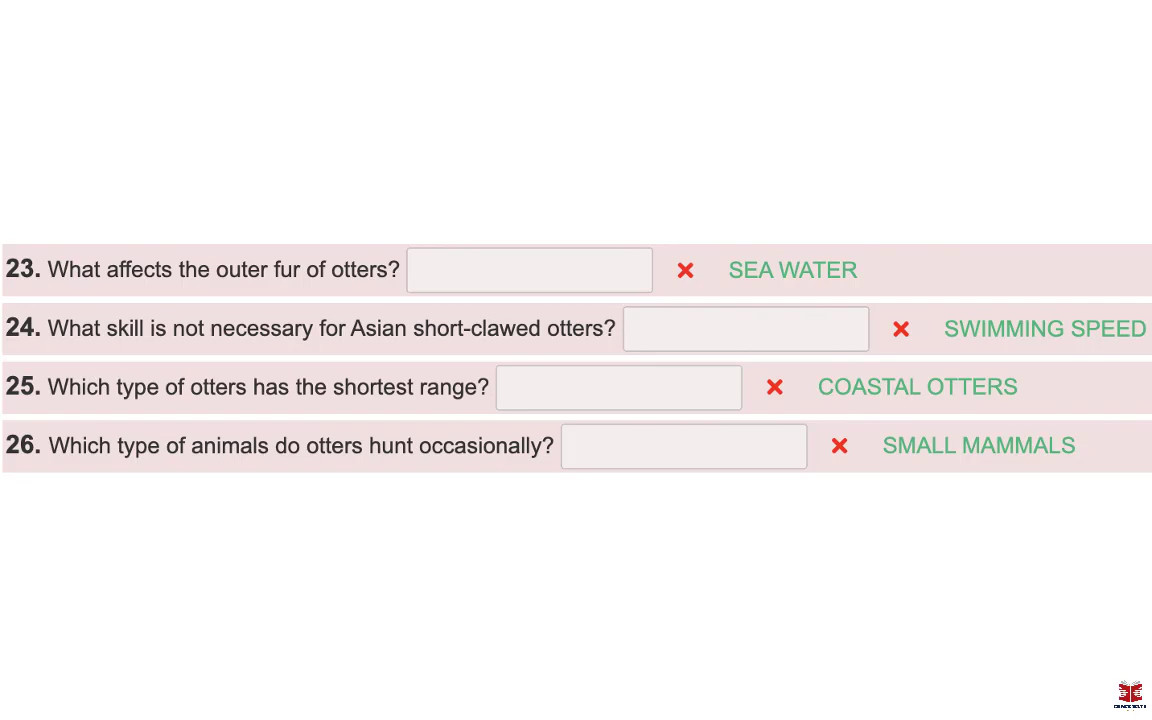 23. What affects the outer fur of otters? SEA WATER
24. What skill is not necessary for Asian short-clawed otters? SWIMMING SPEED
25. Which type of otters has the shortest range? COASTAL OTTERS
26. Which type of animals do otters hunt occasionally? SMALL MAMMALS